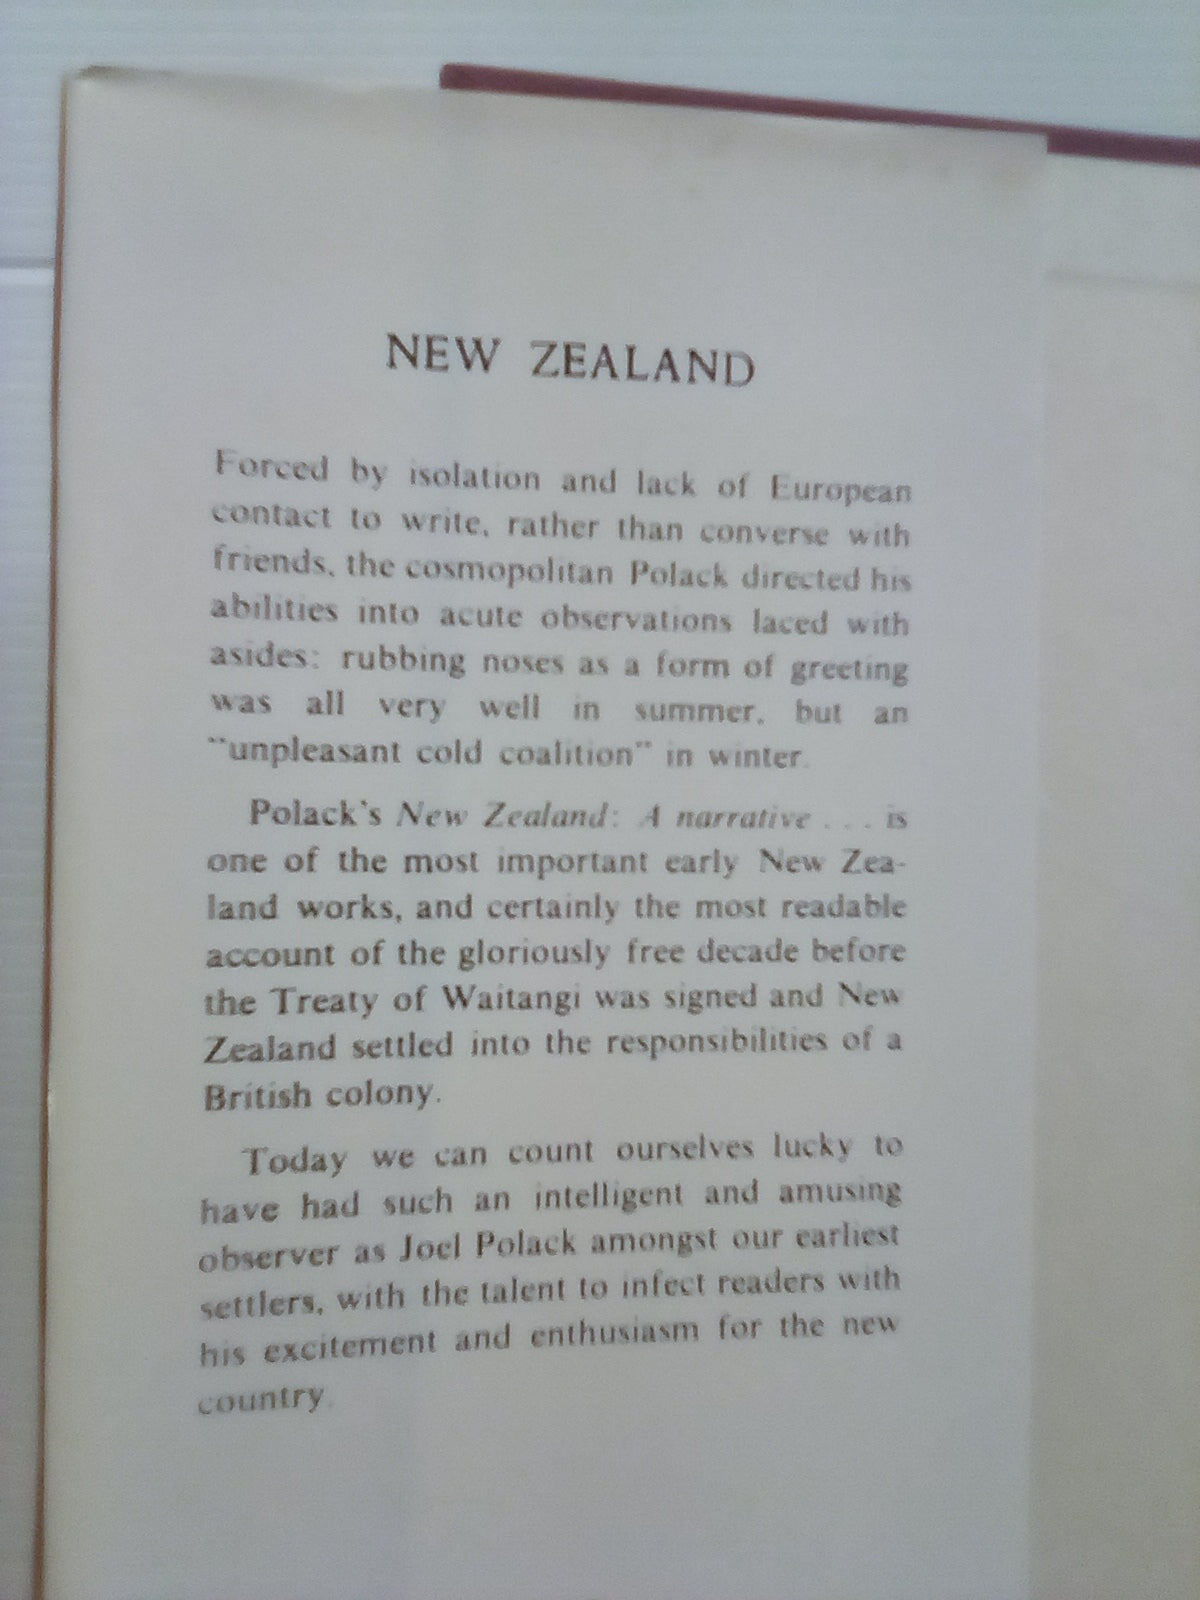 NEW ZEALAND
Forced by isolation and lack of European
contact to write, rather than converse with
friends, the cosmopolitan Polack directed his
abilities into acute observations laced with
asides: rubbing noses as a form of greeting
was all very well in summer, but an
"unpleasant cold coalition" in winter.
Polack's New Zealand: A narrative . . . is
one of the most important early New Zea-
land works, and certainly the most readable
account of the gloriously free decade before
the Treaty of Waitangi was signed and New
Zealand settled into the responsibilities of a
British colony.
Today we can count ourselves lucky to
have had such an intelligent and amusing
observer as Joel Polack amongst our earliest
settlers, with the talent to infect readers with
his excitement and enthusiasm for the new
country.